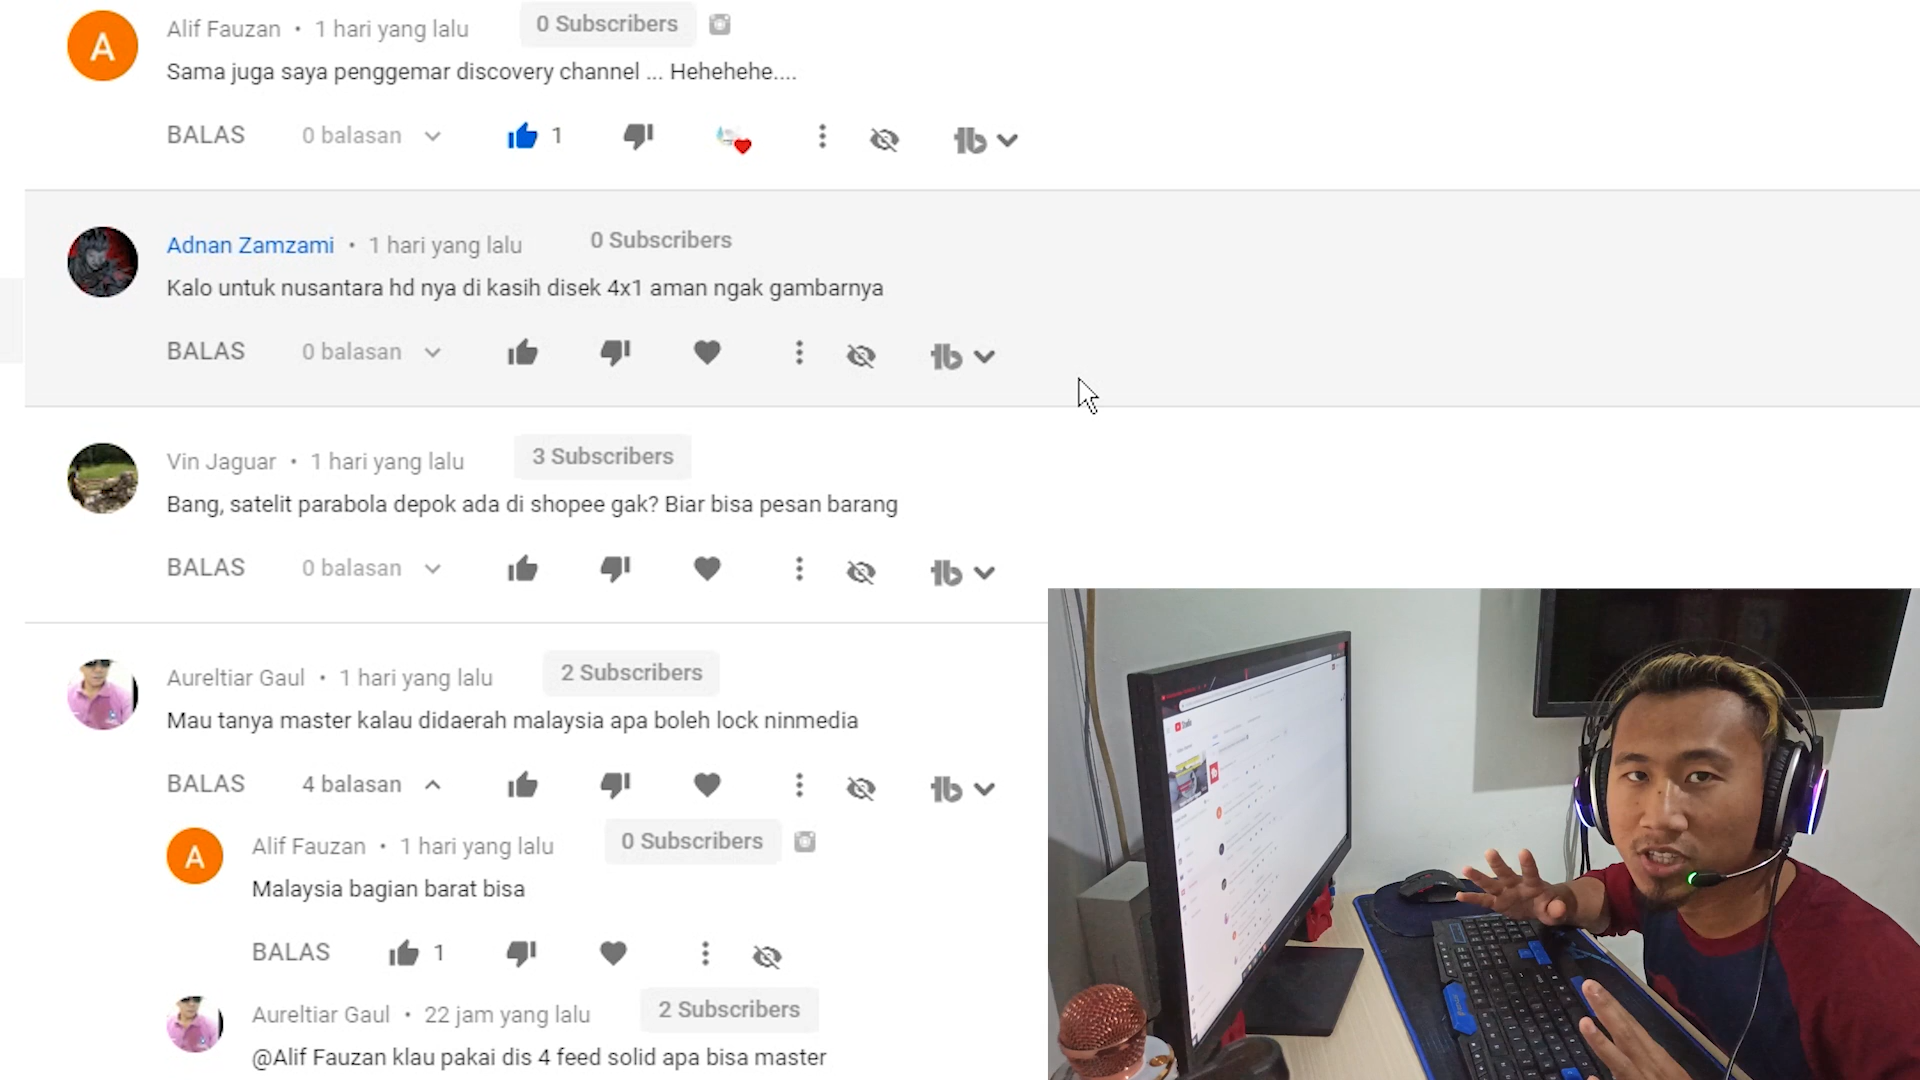 A
Alif Fauzan • 1 hari yang lalu 0 Subscribers
Sama juga saya penggemar discovery channel ... Hehehehe....
BALAS 0 balasan 1
Adnan Zamzami • 1 hari yang lalu 0 Subscribers
Kalo untuk nusantara hd nya di kasih disek 4x1 aman ngak gambarnya
BALAS 0 balasan
Vin Jaguar • 1 hari yang lalu 3 Subscribers
Bang, satelit parabola depok ada di shopee gak? Biar bisa pesan barang
BALAS 0 balasan
Aureltiar Gaul • 1 hari yang lalu 2 Subscribers
Mau tanya master kalau didaerah malaysia apa boleh lock ninmedia
BALAS 4 balasan
A
Alif Fauzan • 1 hari yang lalu 0 Subscribers
Malaysia bagian barat bisa
BALAS 1
Aureltiar Gaul • 22 jam yang lalu 2 Subscribers
@Alif Fauzan klau pakai dis 4 feed solid apa bisa master